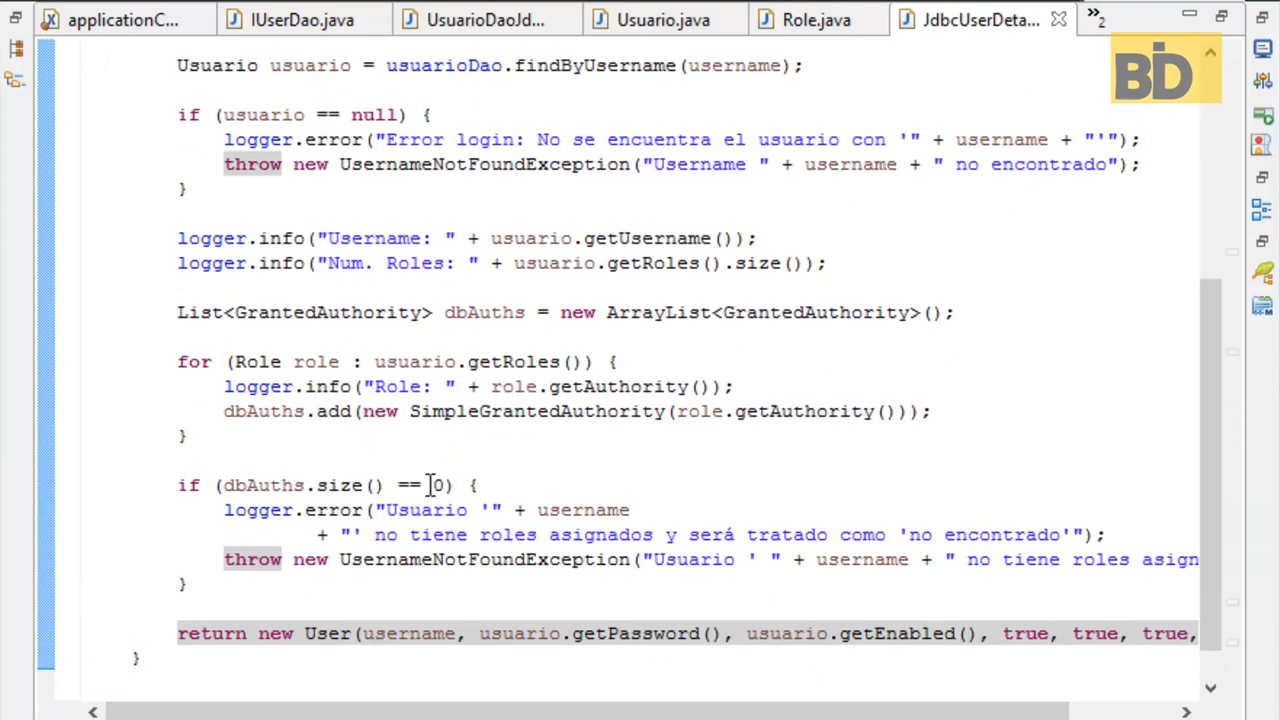 applicationC...
IUserDao.java
UsuarioDaoJd...
Usuario.java
Role.java
JdbcUserDeta...
»2
BD
Usuario usuario = usuarioDao.findByUsername(username);
if (usuario == null) {
logger.error("Error login: No se encuentra el usuario con '" + username + "'");
throw new UsernameNotFoundException("Username " + username + " no encontrado");
}
logger.info("Username: " + usuario.getUsername());
logger.info("Num. Roles: " + usuario.getRoles().size());
List<GrantedAuthority> dbAuths = new ArrayList<GrantedAuthority>();
for (Role role : usuario.getRoles()) {
logger.info("Role: " + role.getAuthority());
dbAuths.add(new SimpleGrantedAuthority(role.getAuthority()));
}
if (dbAuths.size() == 0) {
logger.error("Usuario '" + username
+ "' no tiene roles asignados y será tratado como 'no encontrado'");
throw new UsernameNotFoundException("Usuario ' " + username + " no tiene roles asign
}
return new User(username, usuario.getPassword(), usuario.getEnabled(), true, true, true,
}